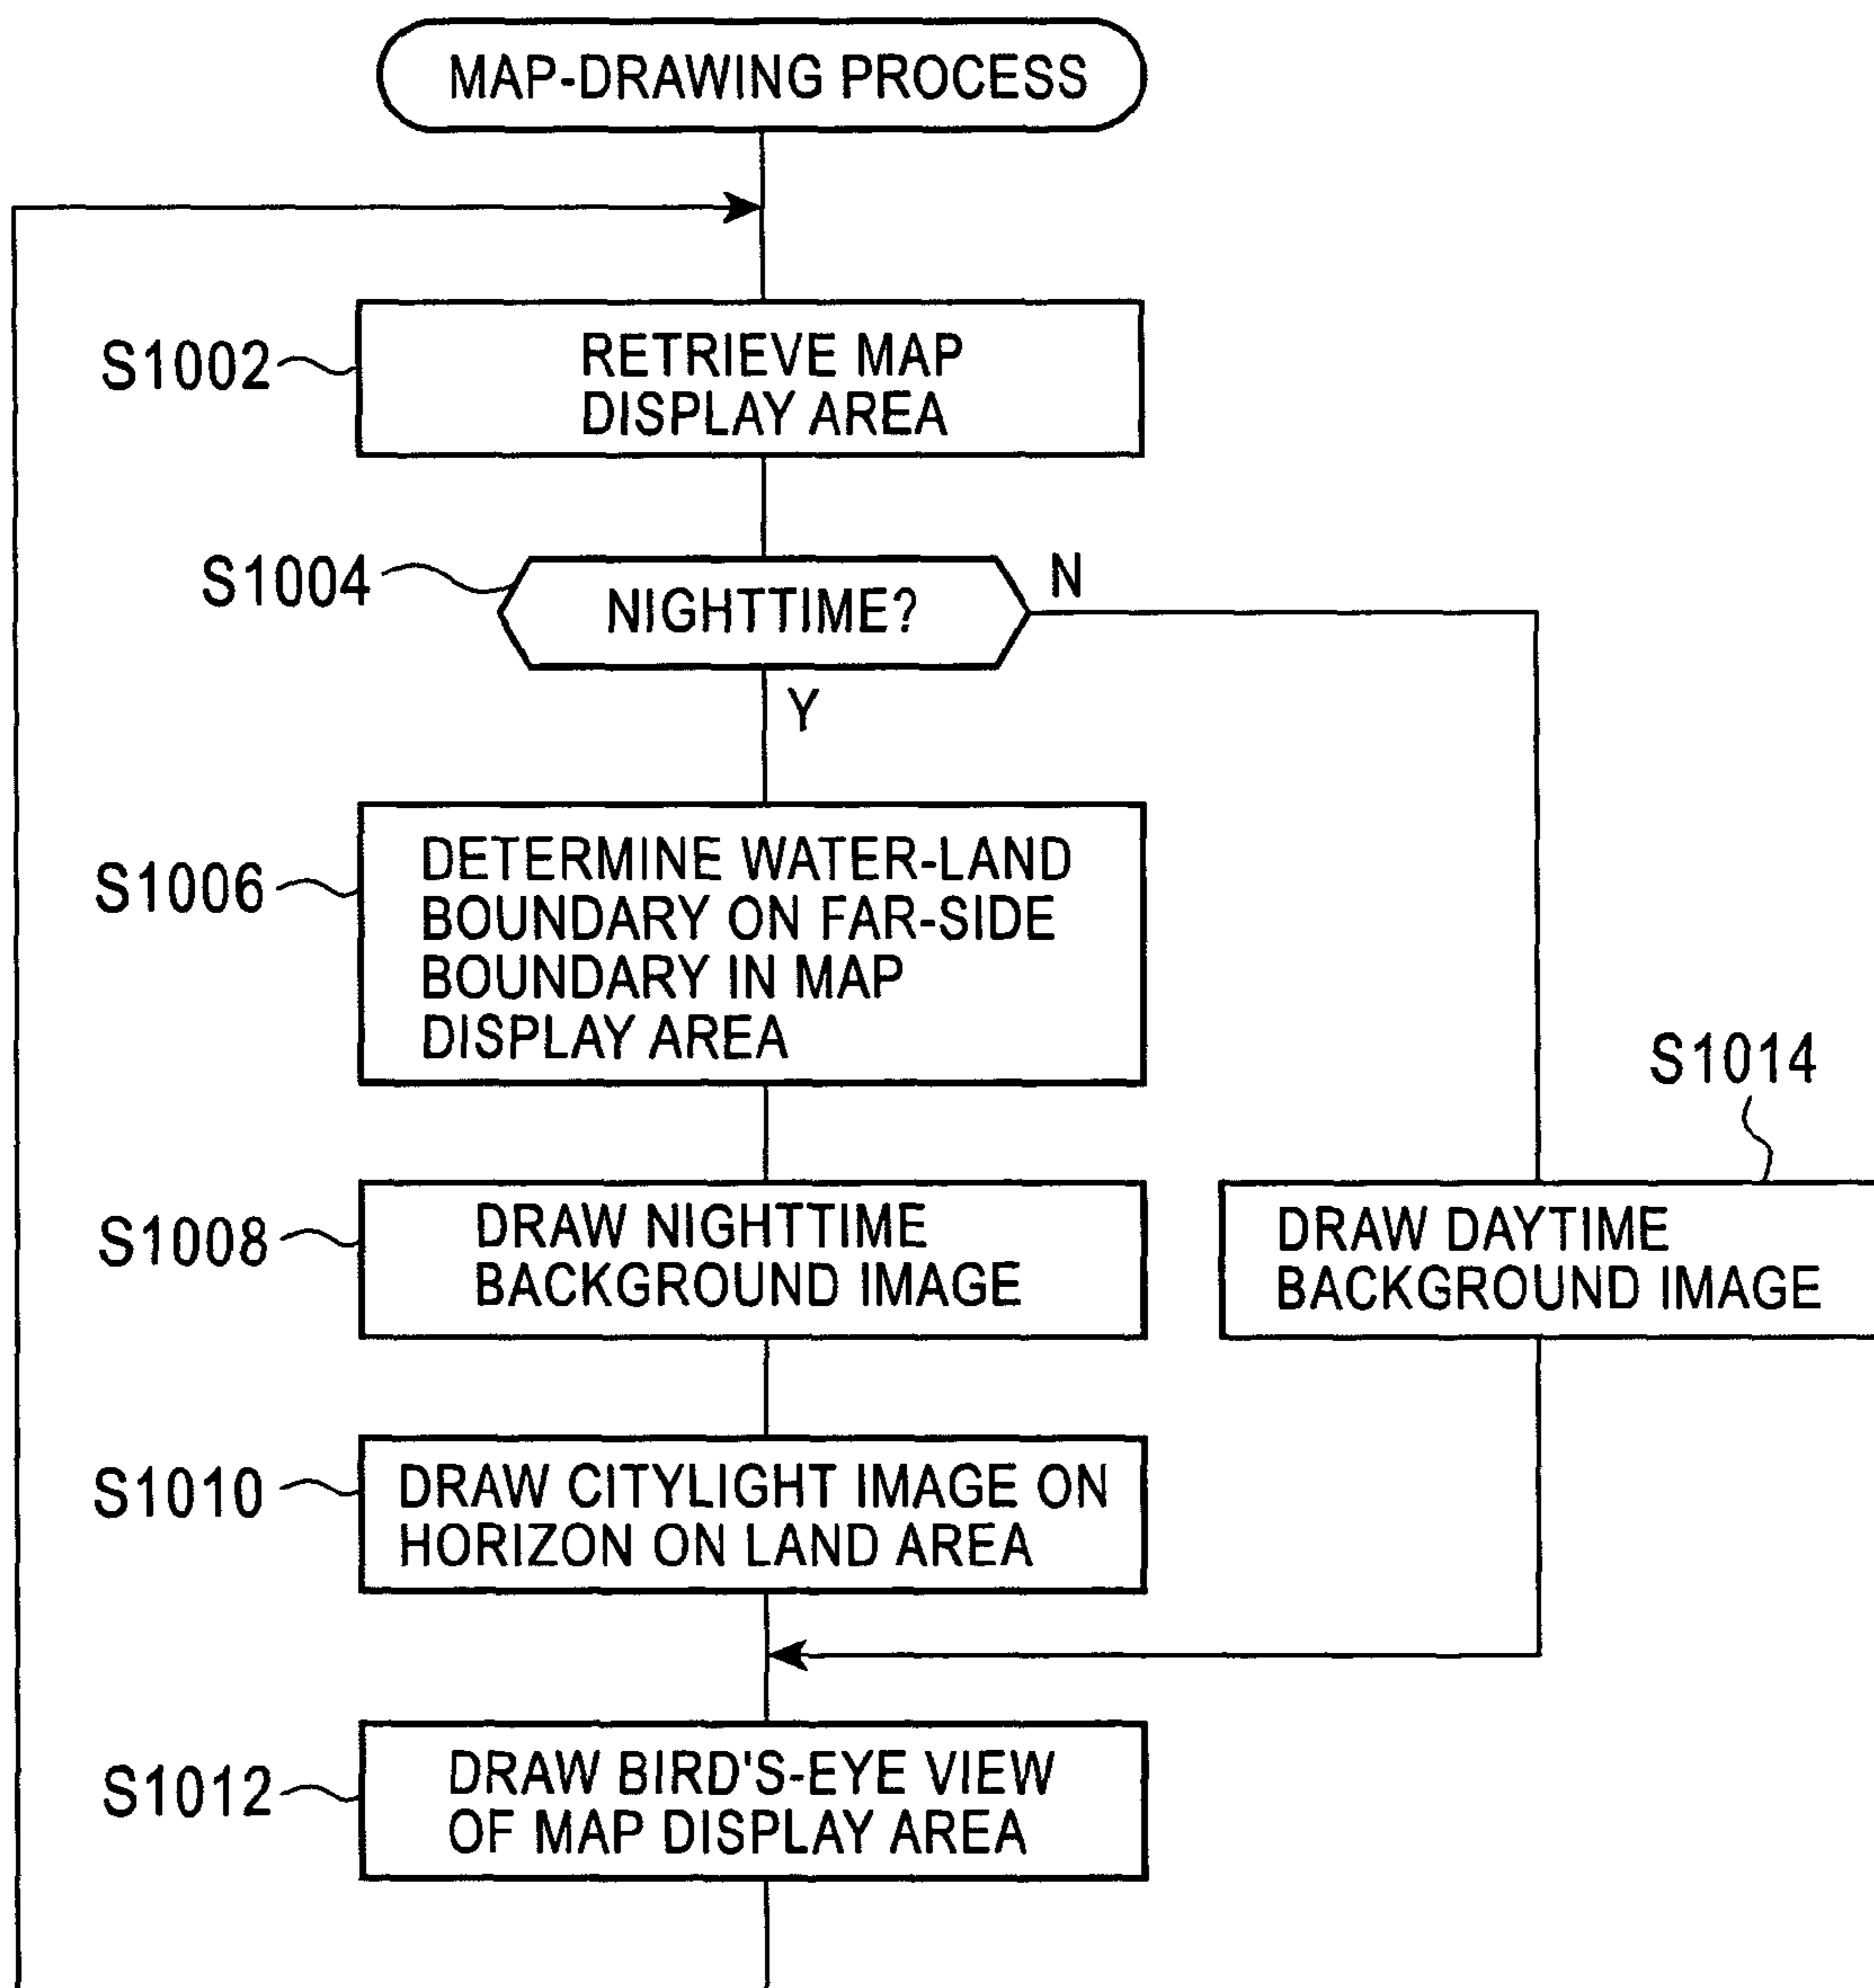 MAP-DRAWING PROCESS
S1002
RETRIEVE MAP
DISPLAY AREA
S1004
NIGHTTIME?
N
Y
S1006
DETERMINE WATER-LAND
BOUNDARY ON FAR-SIDE
BOUNDARY IN MAP
DISPLAY AREA
S1014
S1008
DRAW NIGHTTIME
BACKGROUND IMAGE
DRAW DAYTIME
BACKGROUND IMAGE
S1010
DRAW CITYLIGHT IMAGE ON
HORIZON ON LAND AREA
S1012
DRAW BIRD'S-EYE VIEW
OF MAP DISPLAY AREA